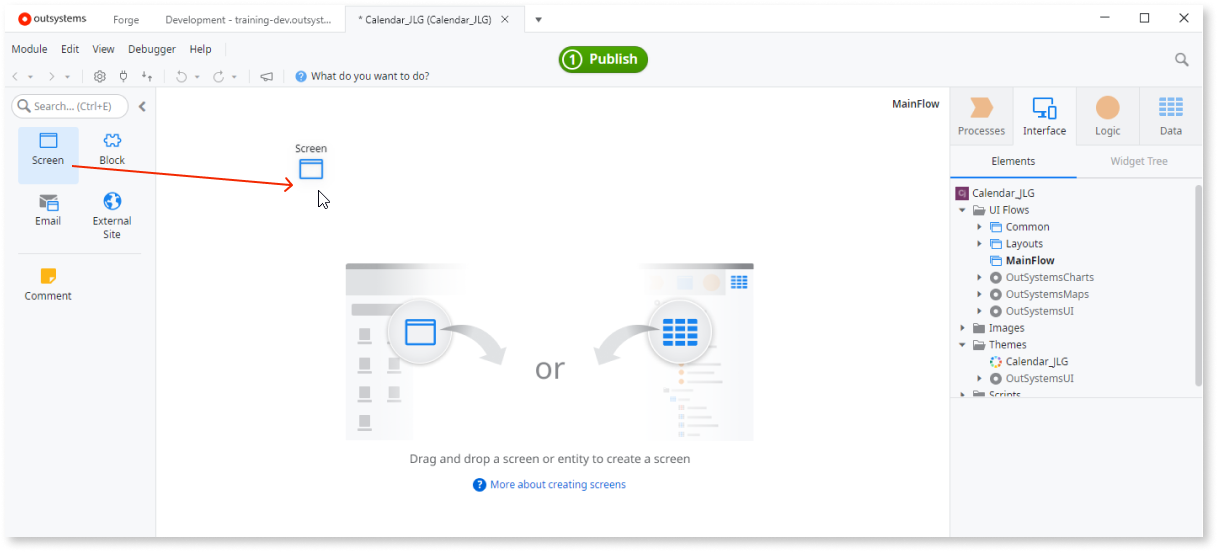 outsystems
Forge
Development - training-dev.outsyst...
* Calendar_JLG (Calendar_JLG)
Module Edit View Debugger Help
1 Publish
? What do you want to do?
Search... (Ctrl+E)
Screen
Block
Email
External
Site
Comment
MainFlow
Screen
or
Drag and drop a screen or entity to create a screen
? More about creating screens
Processes
Interface
Logic
Data
Elements
Widget Tree
Calendar_JLG
UI Flows
Common
Layouts
MainFlow
OutSystemsCharts
OutSystemsMaps
OutSystemsUI
Images
Themes
Calendar_JLG
OutSystemsUI
Scripts